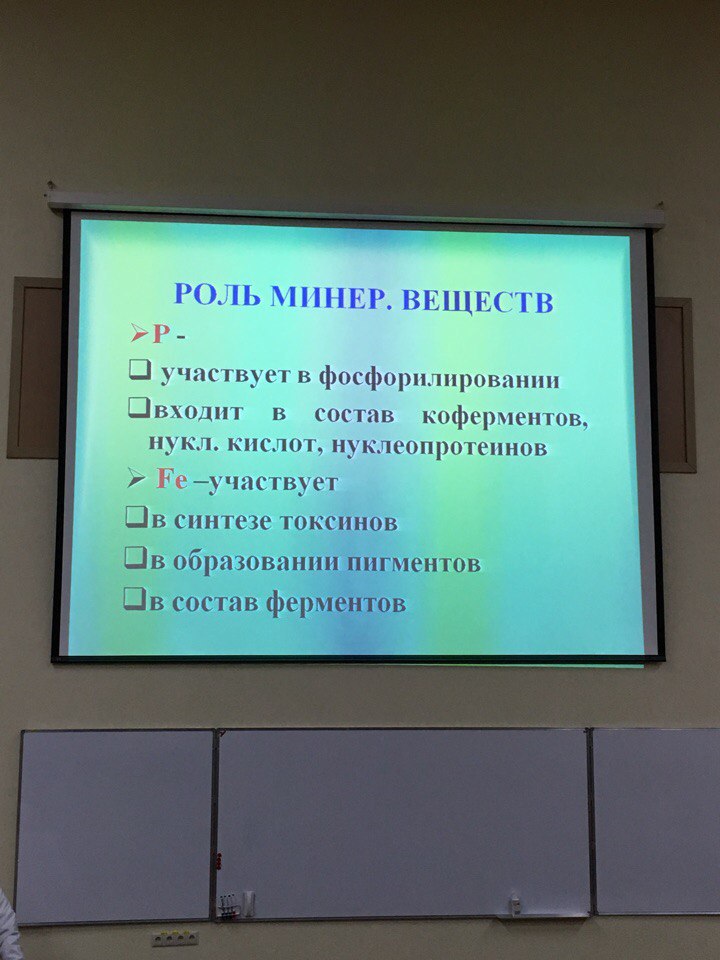 РОЛЬ МИНЕР. ВЕЩЕСТВ
➢Р -
❑ участвует в фосфорилировании
❑входит в состав коферментов,
нукл. кислот, нуклеопротеинов
➢ Fe –участвует
❑в синтезе токсинов
❑в образовании пигментов
❑в состав ферментов